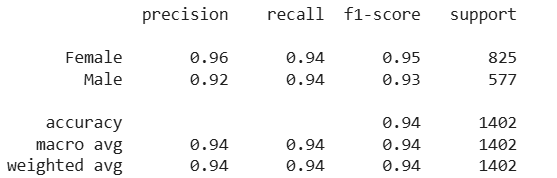 precision recall f1-score support
Female 0.96 0.94 0.95 825
Male 0.92 0.94 0.93 577
accuracy 0.94 1402
macro avg 0.94 0.94 0.94 1402
weighted avg 0.94 0.94 0.94 1402